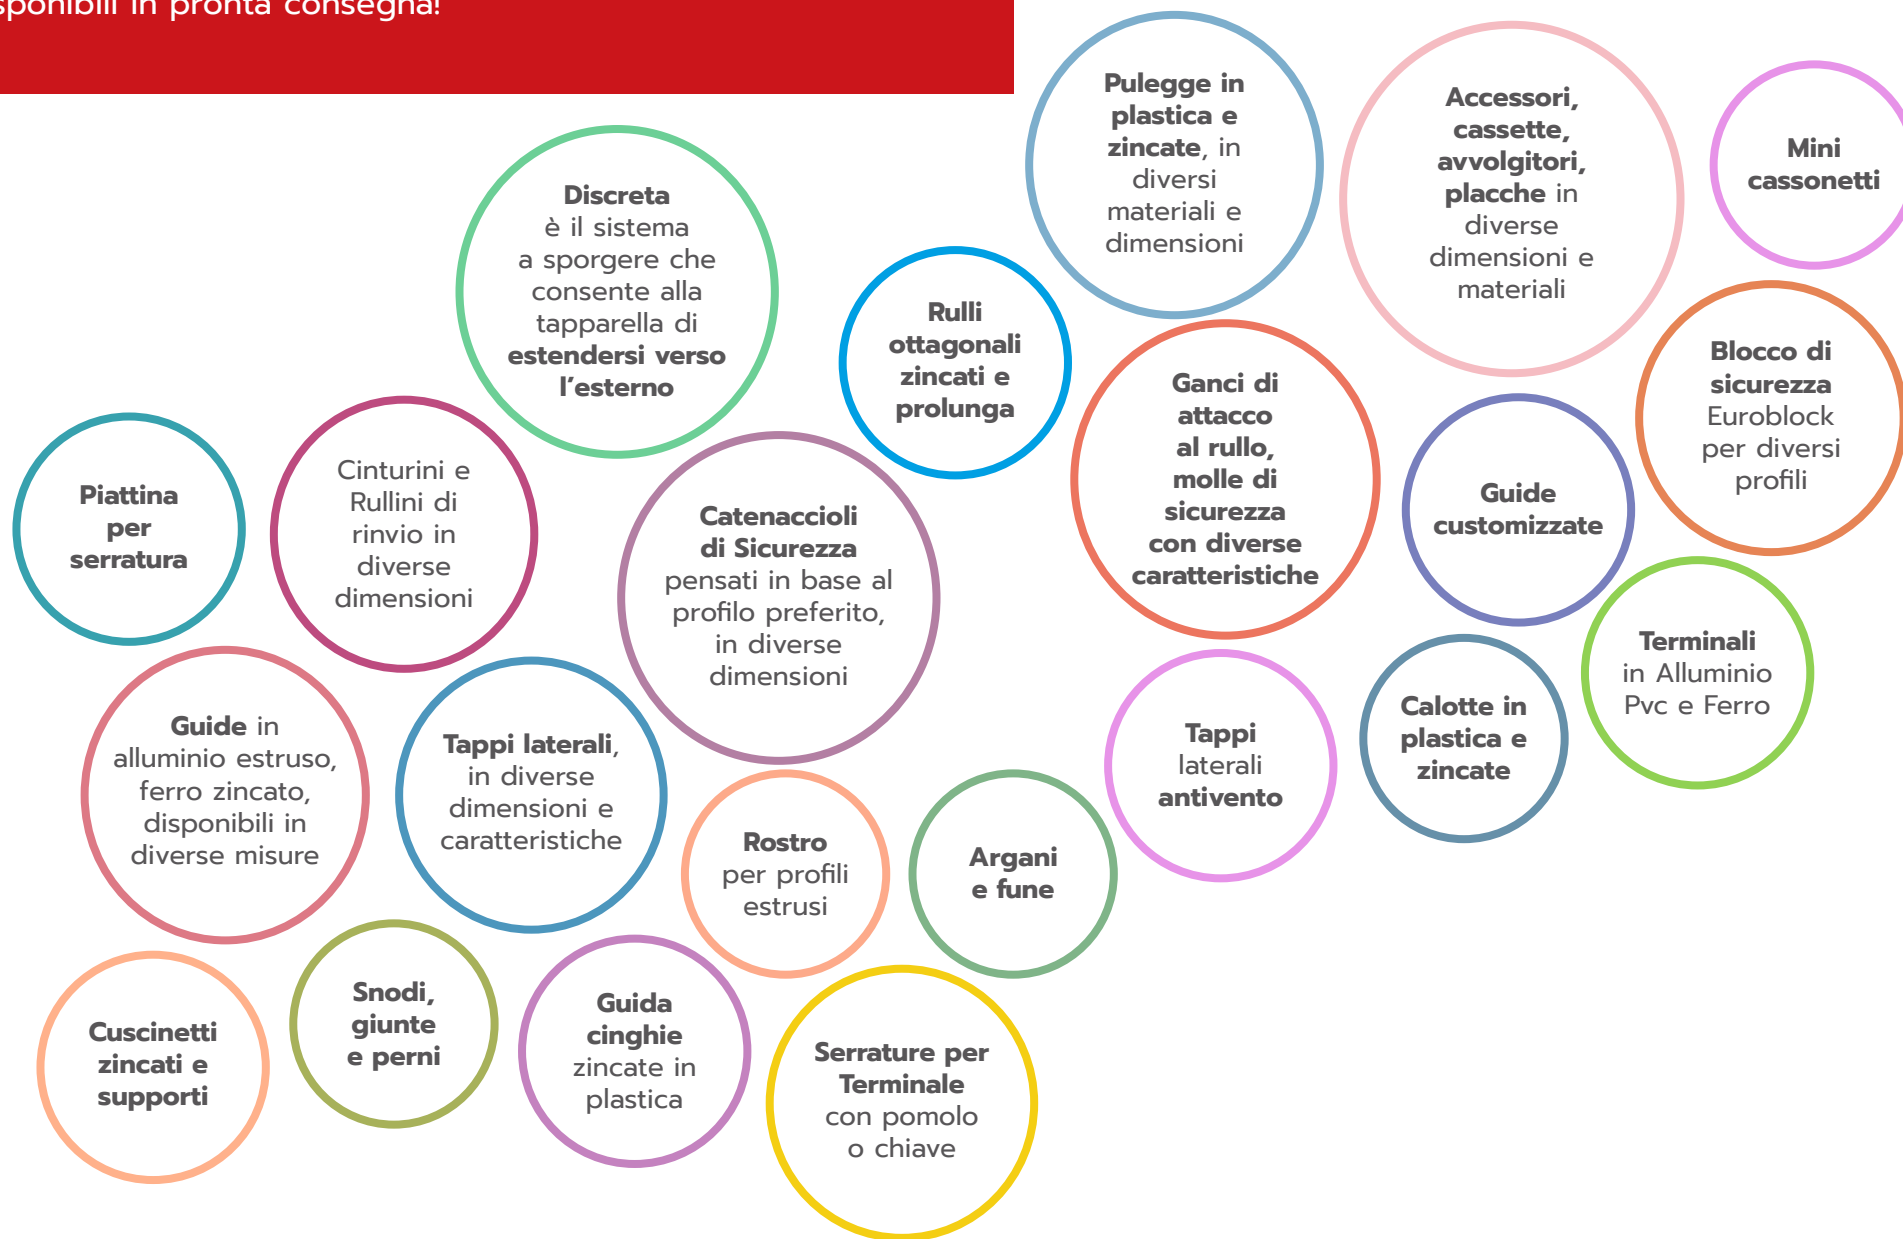 disponibili in pronta consegna!
Pulegge in
plastica e
zincate, in
diversi
materiali e
dimensioni
Accessori,
cassette,
avvolgitori,
placche in
diverse
dimensioni e
materiali
Mini
cassonetti
Discreta
è il sistema
a sporgere che
consente alla
tapparella di
estendersi verso
l'esterno
Rulli
ottagonali
zincati e
prolunga
Ganci di
attacco
al rullo,
molle di
sicurezza
con diverse
caratteristiche
Blocco di
sicurezza
Euroblock
per diversi
profili
Guide
customizzate
Piattina
per
serratura
Cinturini e
Rullini di
rinvio in
diverse
dimensioni
Catenaccioli
di Sicurezza
pensati in base al
profilo preferito,
in diverse
dimensioni
Terminali
in Alluminio
Pvc e Ferro
Guide in
alluminio estruso,
ferro zincato,
disponibili in
diverse misure
Tappi laterali,
in diverse
dimensioni e
caratteristiche
Tappi
laterali
antivento
Calotte in
plastica e
zincate
Rostro
per profili
estrusi
Argani
e fune
Cuscinetti
zincati e
supporti
Snodi,
giunte
e perni
Guida
cinghie
zincate in
plastica
Serrature per
Terminale
con pomolo
o chiave